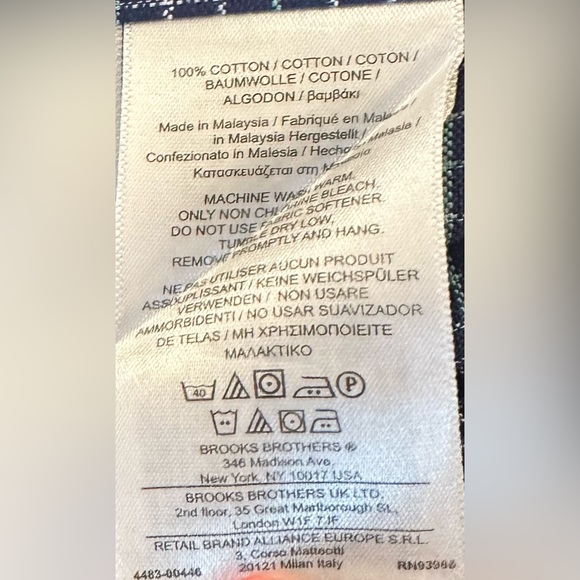 100% COTTON / COTTON / COTON /
BAUMWOLLE / COTONE /
ALGODON / βαμβάκι
Made in Malaysia / Fabriqué en Malaysia /
in Malaysia Hergestellt /
Confezionato in Malesia / Hecho Malasia /
Κατασκευάζεται στη
MACHINE WASH WARM,
ONLY NON CHLORINE BLEACH,
DO NOT USE FABRIC SOFTENER.
TUMBLE DRY LOW,
REMOVE PROMPTLY AND HANG.
NE PAS UTILISER AUCUN PRODUIT
ASSOUPLISSANT / KEINE WEICHSPÜLER
VERWENDEN / NON USARE
AMMORBIDENTI / NO USAR SUAVIZADOR
DE TELAS / ΜΗ ΧΡΗΣΙΜΟΠΟΙΕΙΤΕ
ΜΑΛΑΚΤΙΚΟ
40 P
BROOKS BROTHERS ®
346 Madison Ave.
New York, NY 10017 USA
BROOKS BROTHERS UK LTD,
2nd floor, 35 Great Marlborough St.,
London W1F 7JF
RETAIL BRAND ALLIANCE EUROPE S.R.L.
3, Corso Matteotti
20121 Milan Italy
4483-00446 RN93988